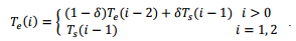 T_e(i) = { (1 − δ)T_e(i − 2) + δT_s(i − 1)   i > 0
T_s(i − 1)   i = 1, 2 .